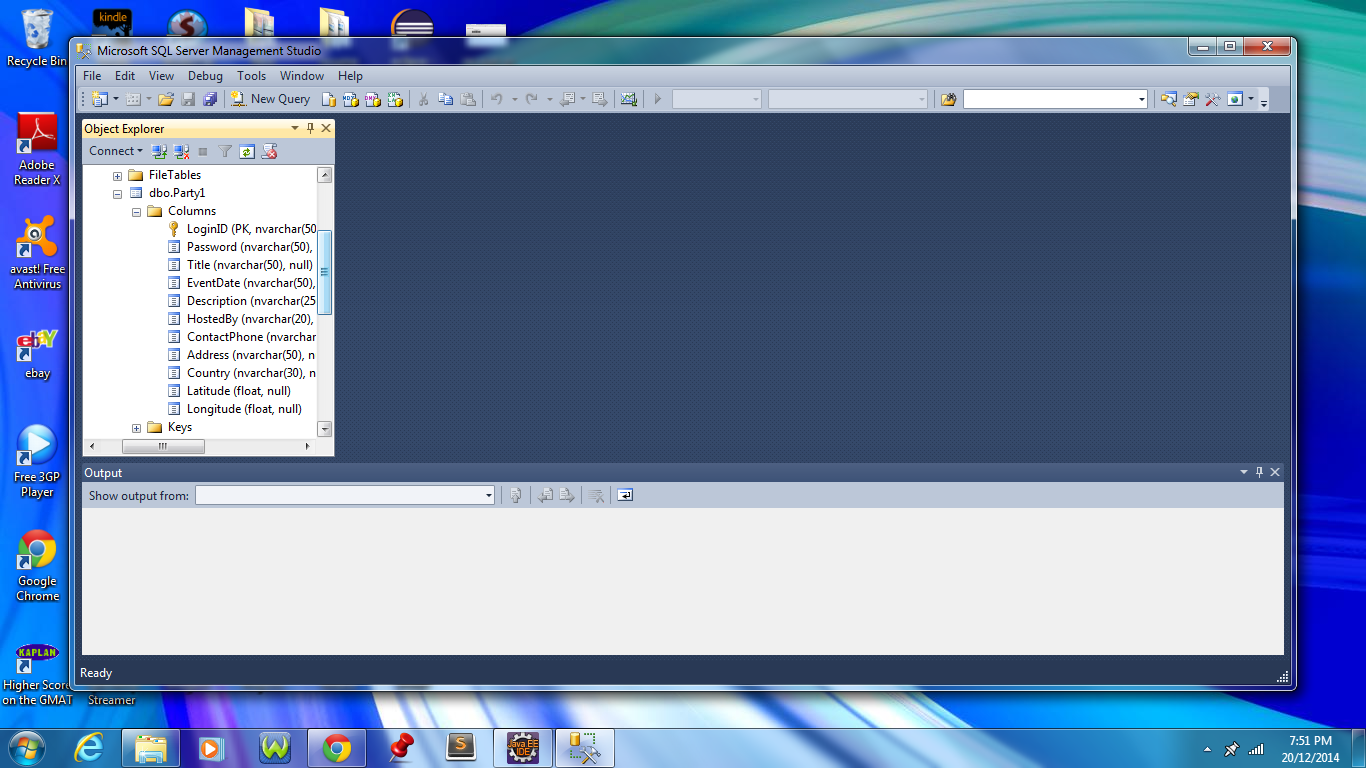 kindle
Recycle Bin
Microsoft SQL Server Management Studio
File Edit View Debug Tools Window Help
New Query
Object Explorer
Connect
FileTables
dbo.Party1
Columns
LoginID (PK, nvarchar(50
Password (nvarchar(50),
Title (nvarchar(50), null)
EventDate (nvarchar(50),
Description (nvarchar(25
HostedBy (nvarchar(20),
ContactPhone (nvarchar
Address (nvarchar(50), n
Country (nvarchar(30), n
Latitude (float, null)
Longitude (float, null)
Keys
Output
Show output from:
Ready
Adobe
Reader X
avast! Free
Antivirus
ebay
ebay
Free 3GP
Player
Google
Chrome
KAPLAN
Higher Score
on the GMAT
Streamer
Java EE
IDE
7:51 PM
20/12/2014